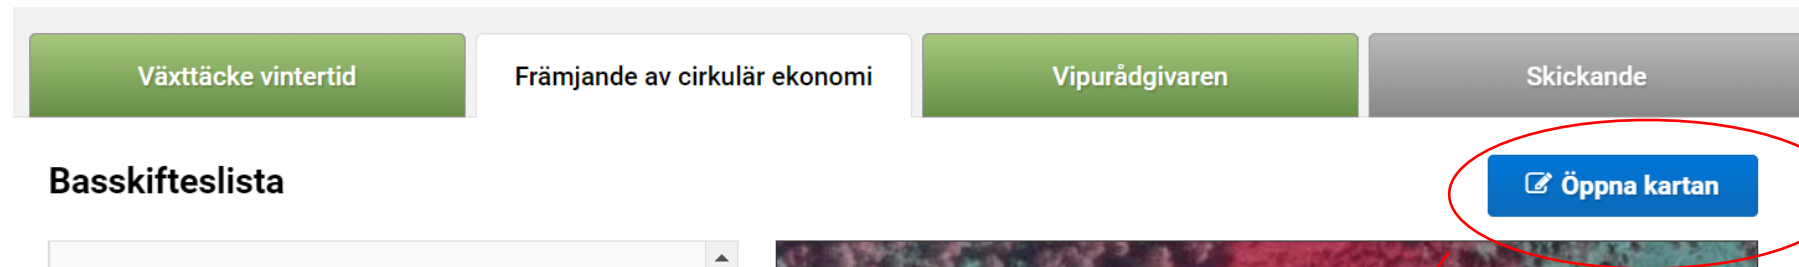 Växttäcke vintertid
Främjande av cirkulär ekonomi
Vipurådgivaren
Skickande
Basskifteslista
Öppna kartan